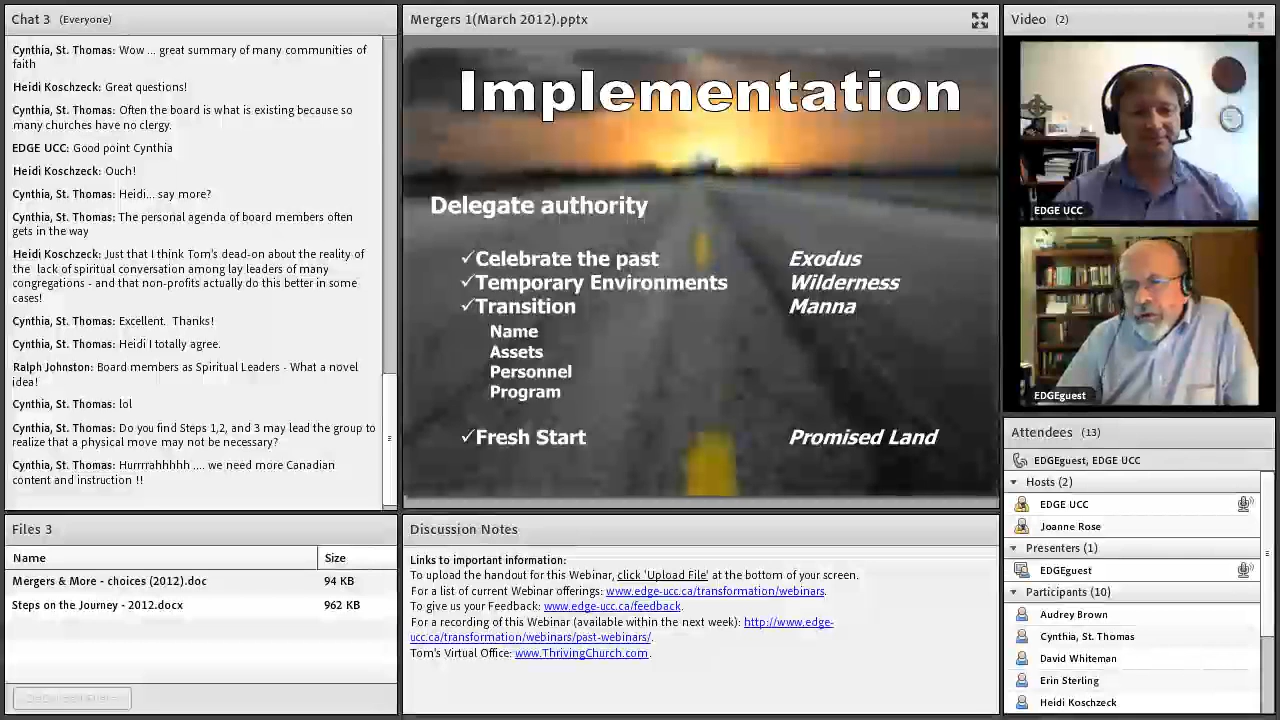 Chat 3 (Everyone)
Cynthia, St. Thomas: Wow ... great summary of many communities of
faith
Heidi Koschzeck: Great questions!
Cynthia, St. Thomas: Often the board is what is existing because so
many churches have no clergy.
EDGE UCC: Good point Cynthia
Heidi Koschzeck: Ouch!
Cynthia, St. Thomas: Heidi... say more?
Cynthia, St. Thomas: The personal agenda of board members often
gets in the way
Heidi Koschzeck: Just that I think Tom's dead-on about the reality of
the lack of spiritual conversation among lay leaders of many
congregations - and that non-profits actually do this better in some
cases!
Cynthia, St. Thomas: Excellent. Thanks!
Cynthia, St. Thomas: Heidi I totally agree.
Ralph Johnston: Board members as Spiritual Leaders - What a novel
idea!
Cynthia, St. Thomas: lol
Cynthia, St. Thomas: Do you find Steps 1,2, and 3 may lead the group to
realize that a physical move may not be necessary?
Cynthia, St. Thomas: Hurrrrahhhhh .... we need more Canadian
content and instruction !!
Files 3
Name Size
Mergers & More - choices (2012).doc 94 KB
Steps on the Journey - 2012.docx 962 KB
Mergers 1(March 2012).pptx
Implementation
Delegate authority
✓Celebrate the past Exodus
✓Temporary Environments Wilderness
✓Transition Manna
Name
Assets
Personnel
Program
✓Fresh Start Promised Land
Discussion Notes
Links to important information:
To upload the handout for this Webinar, click 'Upload File' at the bottom of your screen.
For a list of current Webinar offerings: www.edge-ucc.ca/transformation/webinars.
To give us your Feedback: www.edge-ucc.ca/feedback.
For a recording of this Webinar (available within the next week): http://www.edge-
ucc.ca/transformation/webinars/past-webinars/.
Tom's Virtual Office: www.ThrivingChurch.com.
Video (2)
EDGE UCC
EDGEguest
Attendees (13)
EDGEguest, EDGE UCC
Hosts (2)
EDGE UCC
Joanne Rose
Presenters (1)
EDGEguest
Participants (10)
Audrey Brown
Cynthia, St. Thomas
David Whiteman
Erin Sterling
Heidi Koschzeck